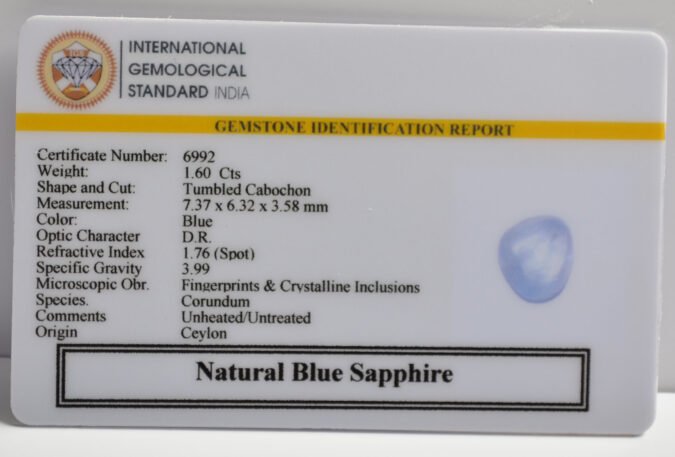 INTERNATIONAL
GEMOLOGICAL
STANDARD INDIA
GEMSTONE IDENTIFICATION REPORT
Certificate Number: 6992
Weight: 1.60 Cts
Shape and Cut: Tumbled Cabochon
Measurement: 7.37 x 6.32 x 3.58 mm
Color: Blue
Optic Character D.R.
Refractive Index 1.76 (Spot)
Specific Gravity 3.99
Microscopic Obr. Fingerprints & Crystalline Inclusions
Species. Corundum
Comments Unheated/Untreated
Origin Ceylon
Natural Blue Sapphire